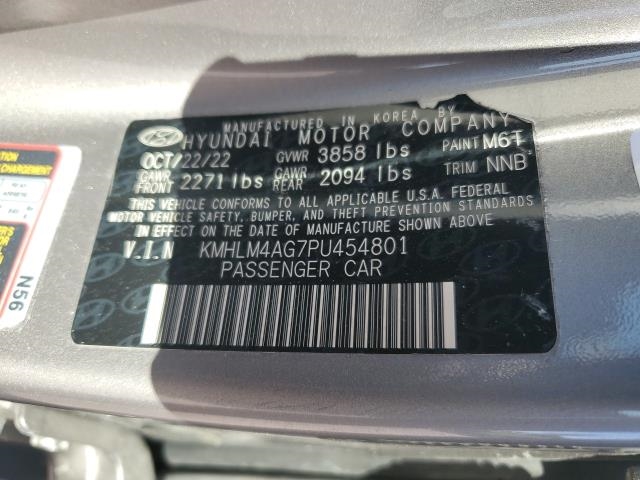 MANUFACTURED IN KOREA BY
HYUNDAI MOTOR COMPANY
OCT/22/22 GVWR 3858 lbs PAINT M6T
GAWR FRONT 2271 lbs GAWR REAR 2094 lbs TRIM NNB
THIS VEHICLE CONFORMS TO ALL APPLICABLE U.S.A. FEDERAL
MOTOR VEHICLE SAFETY, BUMPER, AND THEFT PREVENTION STANDARDS
IN EFFECT ON THE DATE OF MANUFACTURE SHOWN ABOVE
V.I.N KMHLM4AG7PU454801
PASSENGER CAR
N56